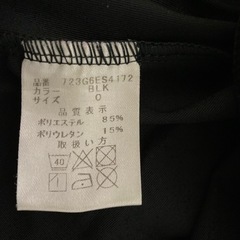 品番 723G6ES4172
カラー BLK
サイズ 0
品質表示
ポリエステル 85%
ポリウレタン 15%
取扱い方
40